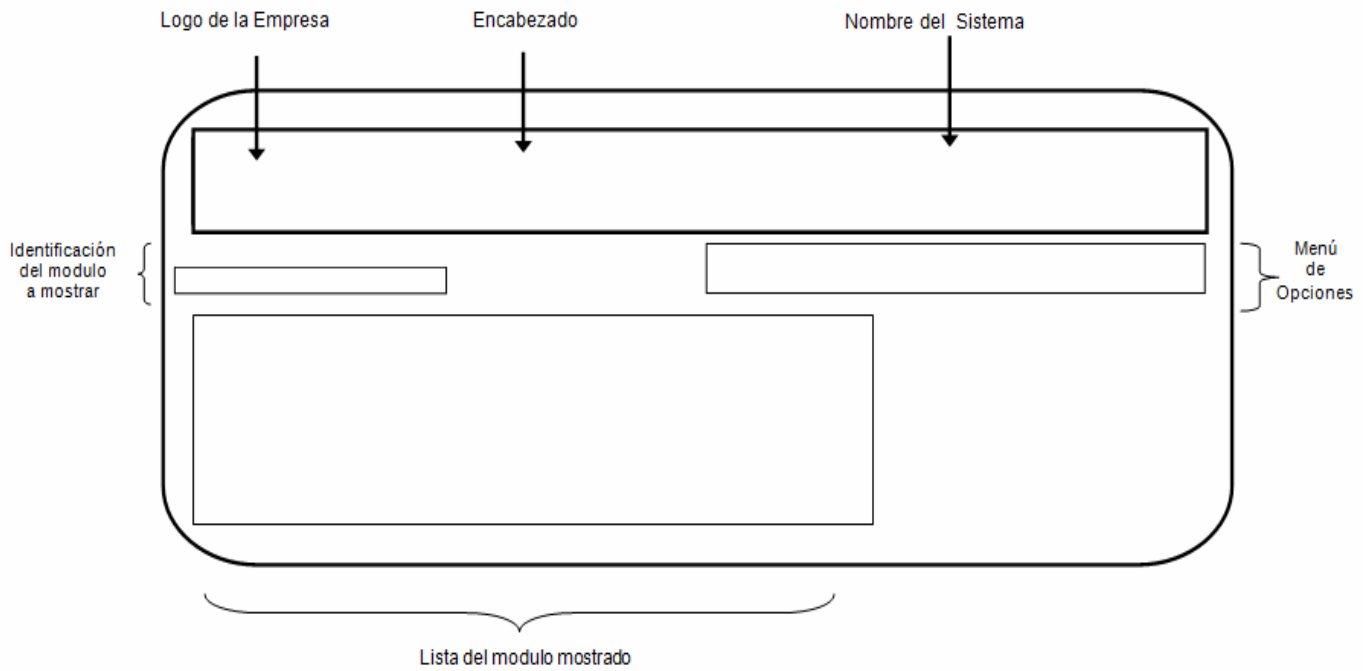 Logo de la Empresa
Encabezado
Nombre del Sistema
Identificación
del modulo
a mostrar
Menú
de
Opciones
Lista del modulo mostrado